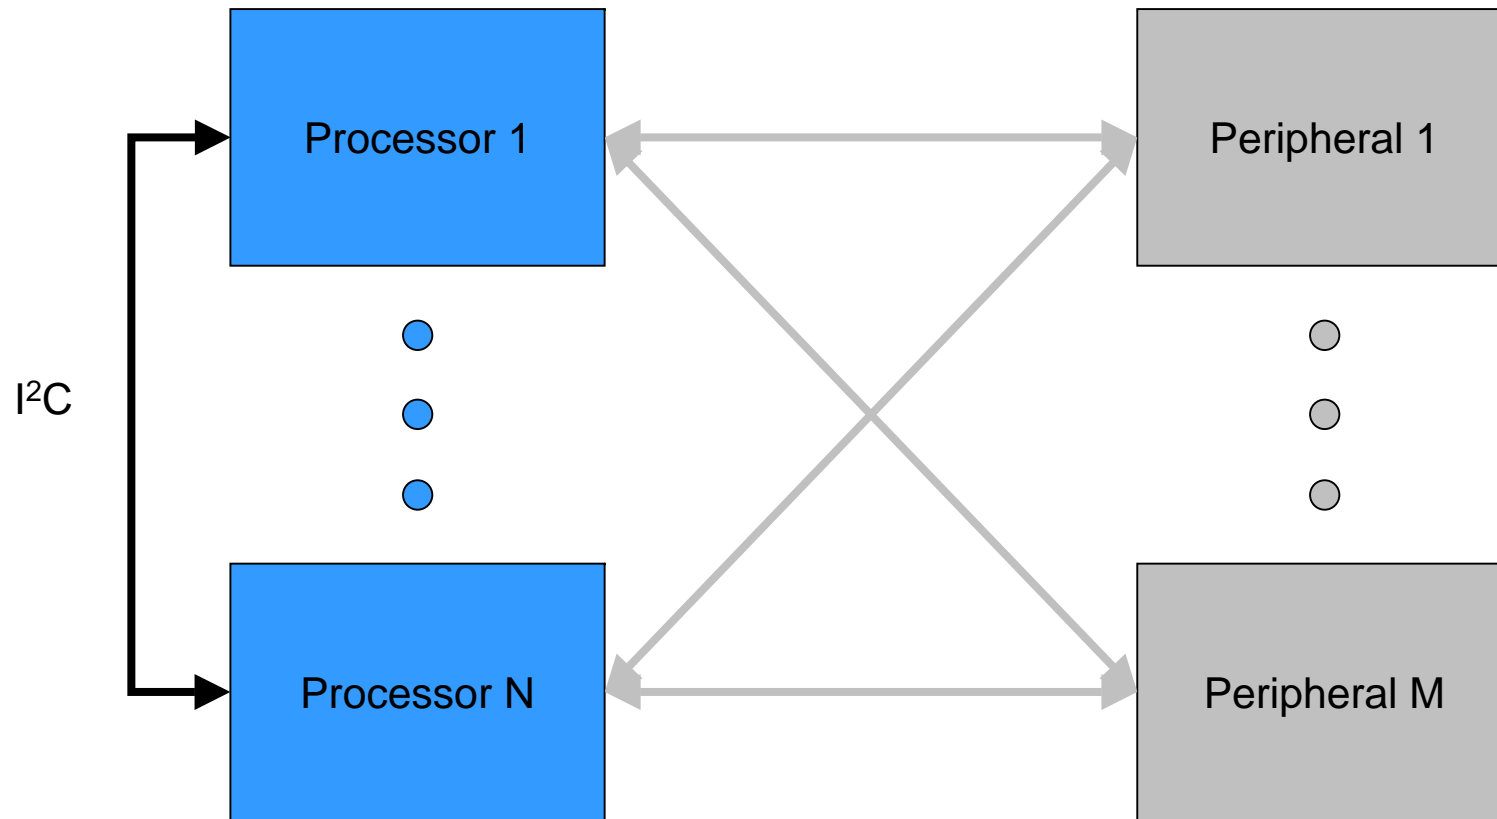 Processor 1
Peripheral 1
I²C
Processor N
Peripheral M